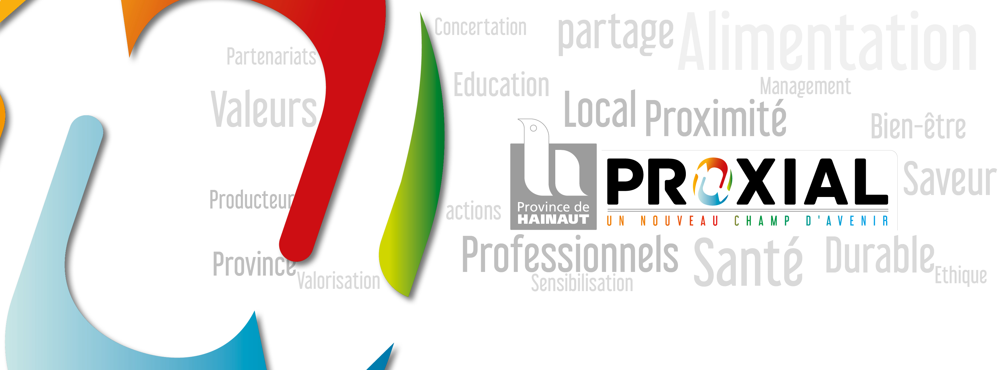 Concertation
partage
Alimentation
Partenariats
Education
Management
Valeurs
Local
Proximité
Bien-être
PROXIAL
Saveur
Producteur
actions
Province de
HAINAUT
UN NOUVEAU CHAMP D'AVENIR
Province
Professionnels
Santé
Durable
Valorisation
Sensibilisation
Ethique